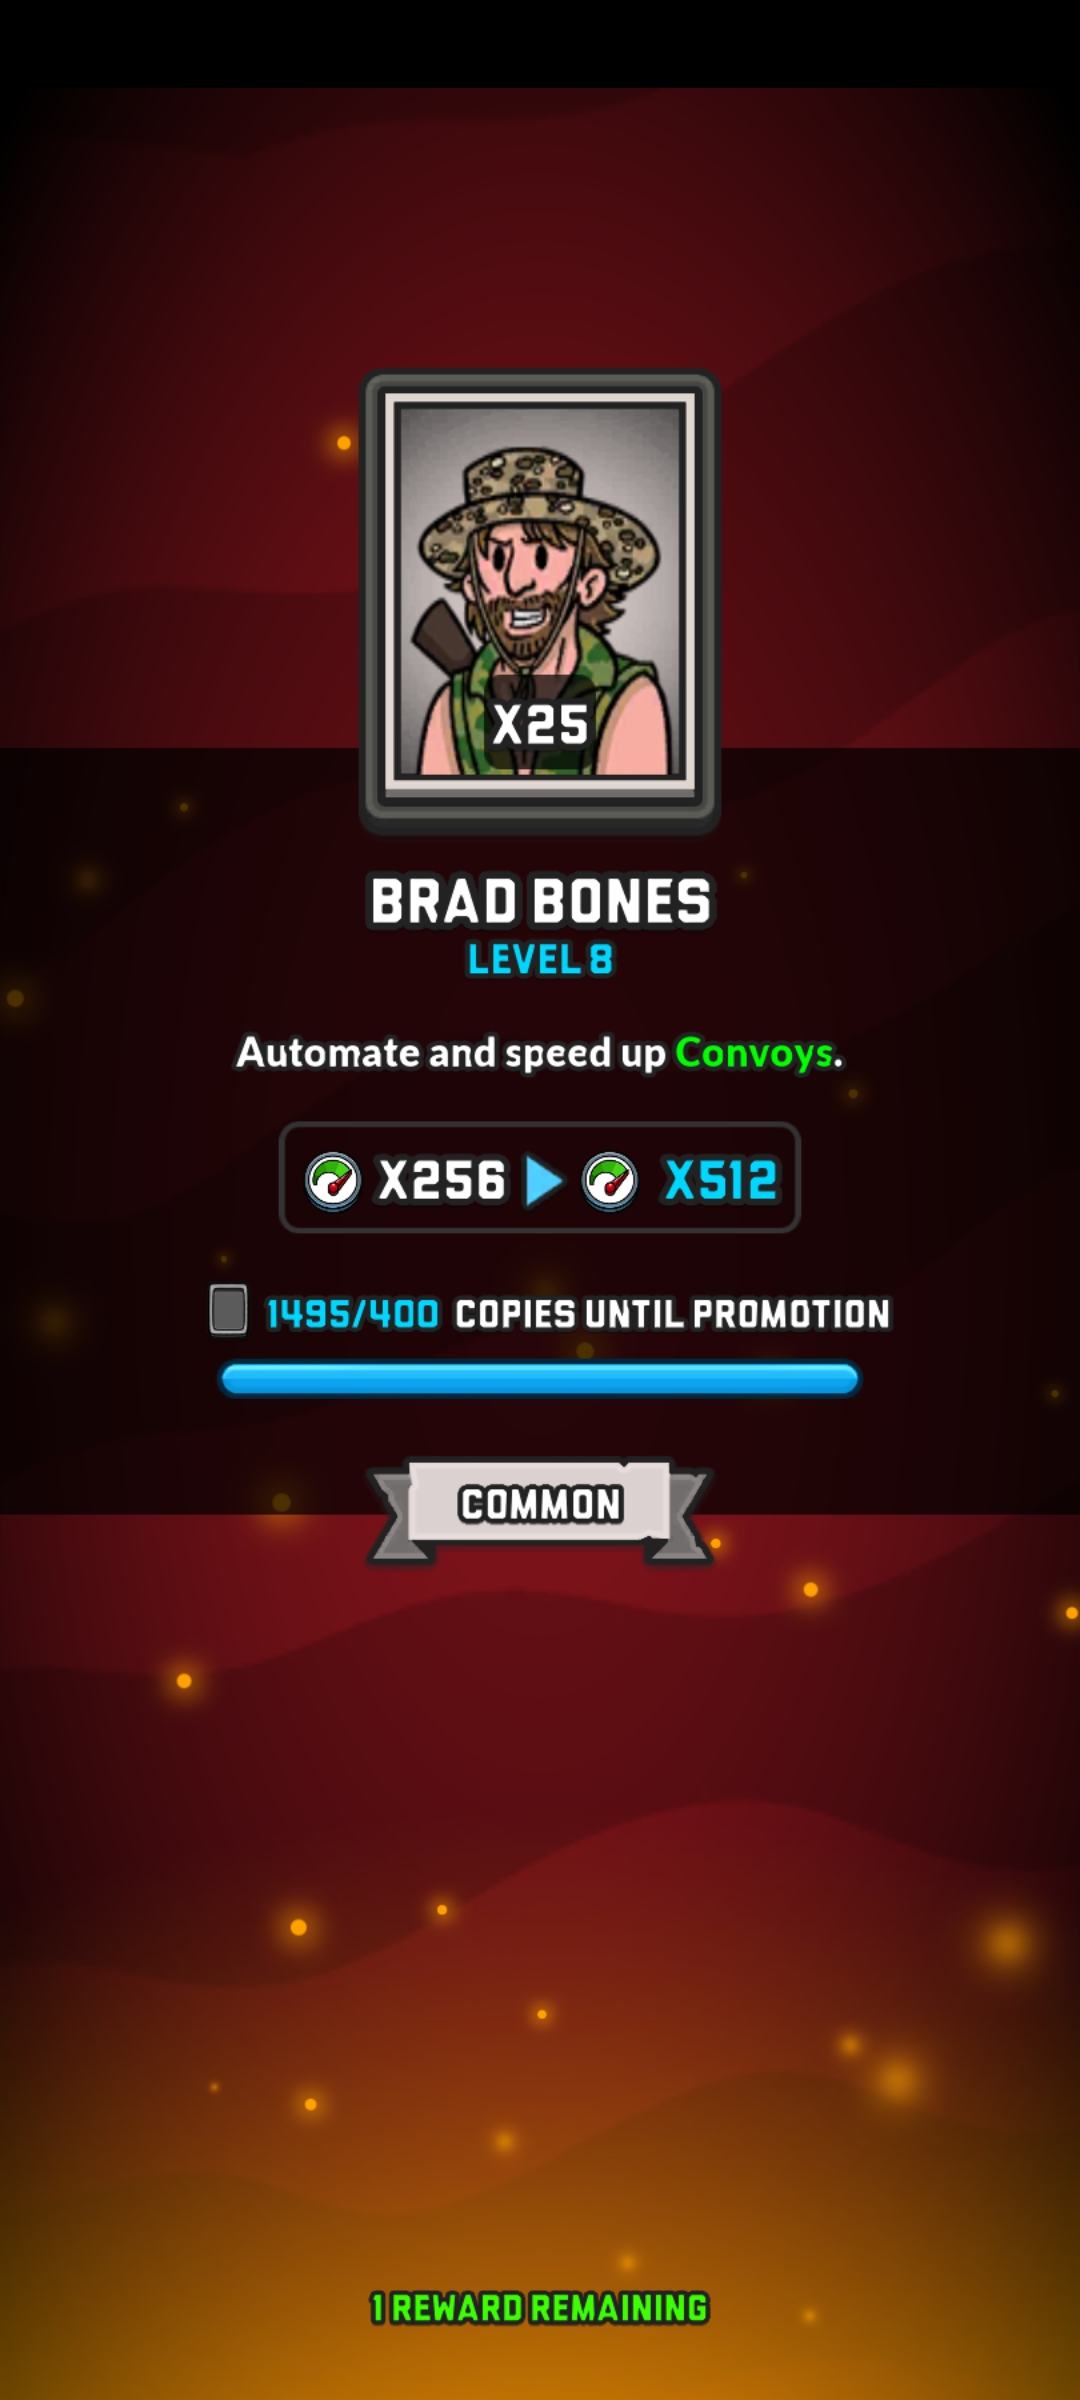 X25
BRAD BONES
LEVEL 8
Automate and speed up Convoys.
X256 X512
1495/400 COPIES UNTIL PROMOTION
COMMON
1 REWARD REMAINING